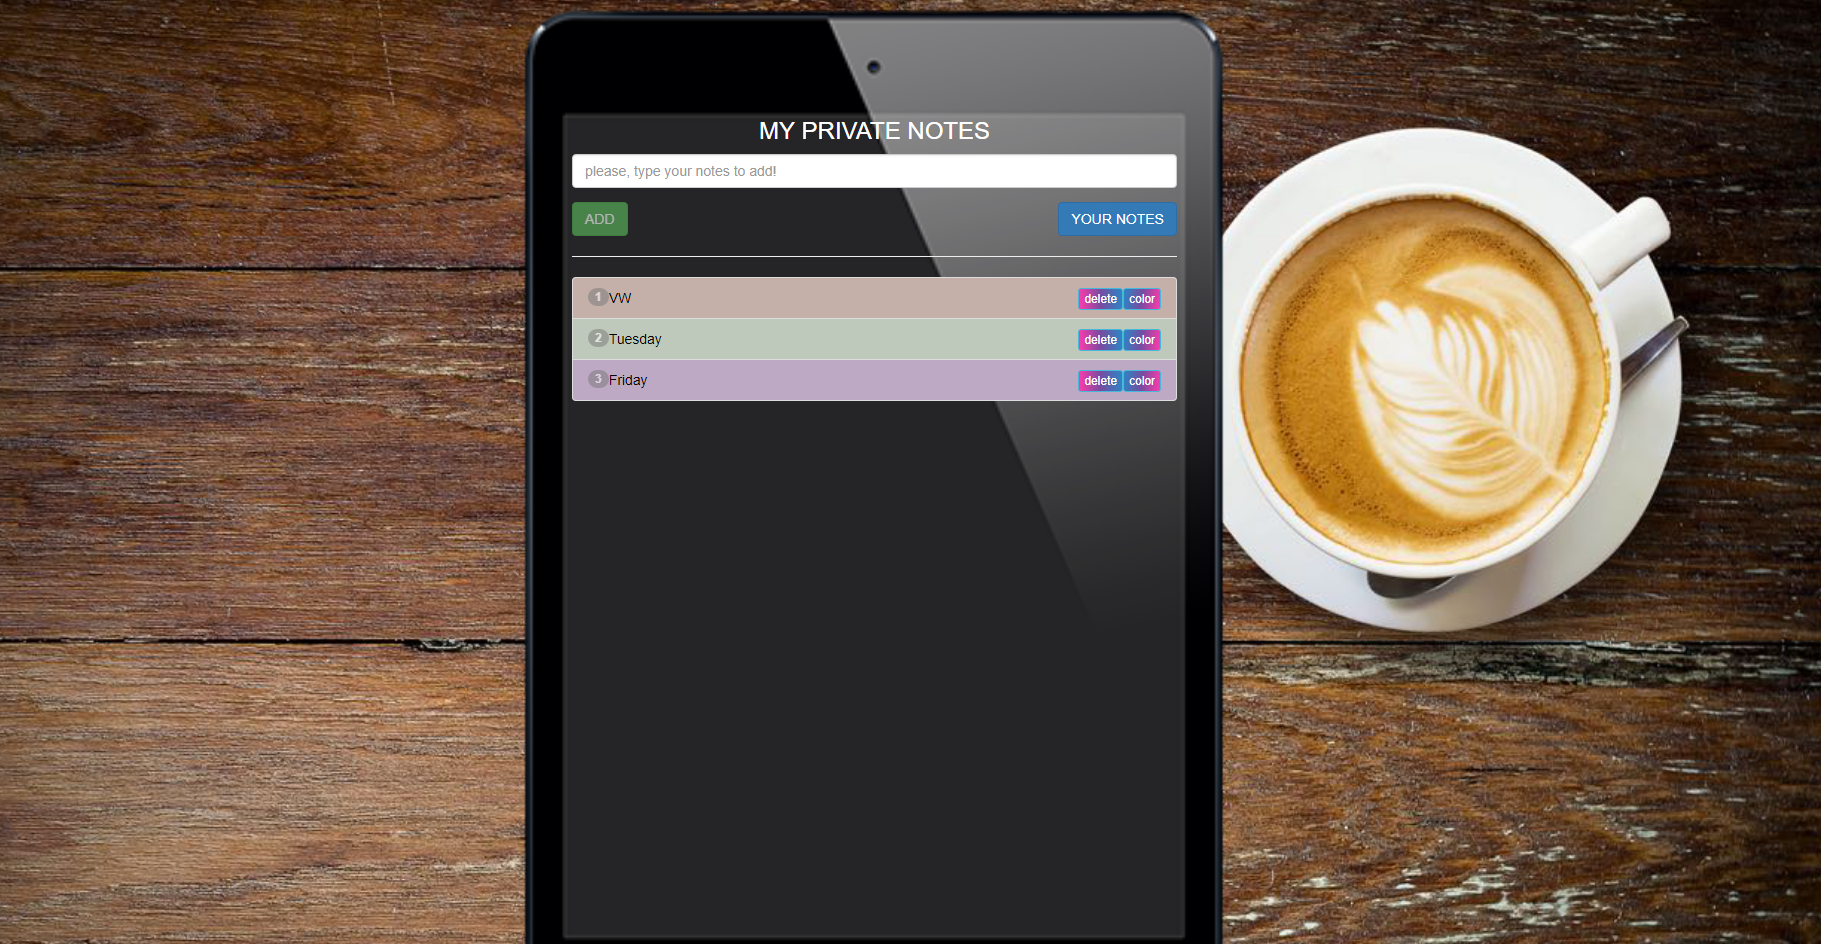 MY PRIVATE NOTES
please, type your notes to add!
ADD YOUR NOTES
1 VW delete color
2 Tuesday delete color
3 Friday delete color